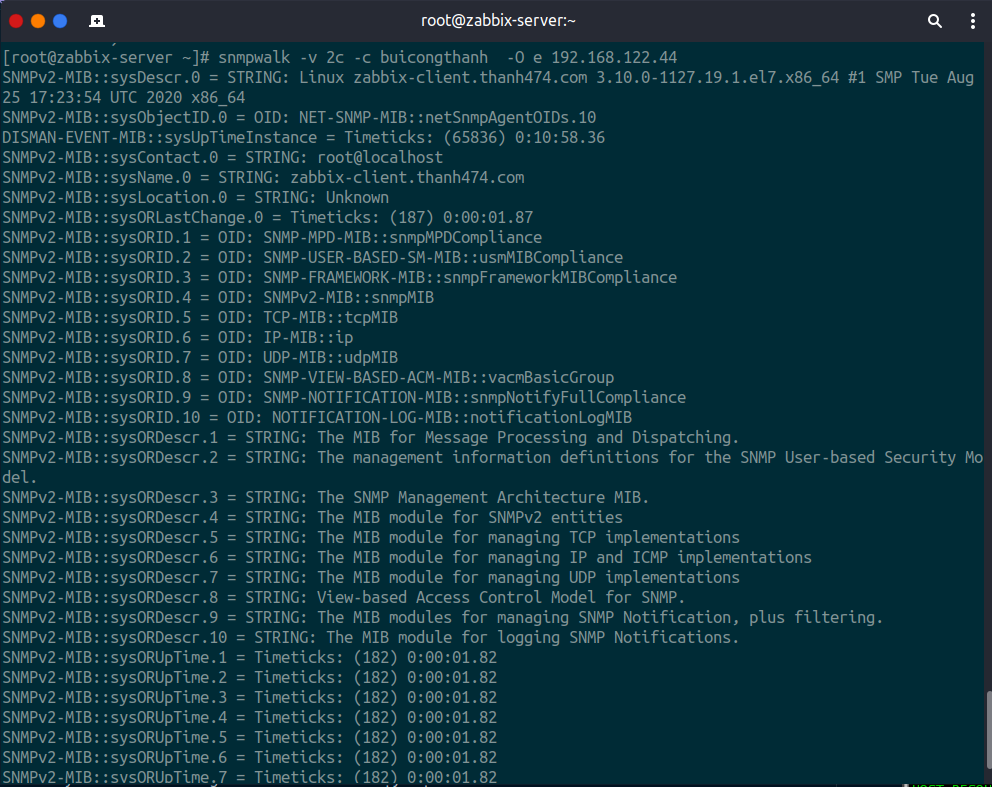 root@zabbix-server:~
[root@zabbix-server ~]# snmpwalk -v 2c -c buicongthanh  -O e 192.168.122.44
SNMPv2-MIB::sysDescr.0 = STRING: Linux zabbix-client.thanh474.com 3.10.0-1127.19.1.el7.x86_64 #1 SMP Tue Aug
25 17:23:54 UTC 2020 x86_64
SNMPv2-MIB::sysObjectID.0 = OID: NET-SNMP-MIB::netSnmpAgentOIDs.10
DISMAN-EVENT-MIB::sysUpTimeInstance = Timeticks: (65836) 0:10:58.36
SNMPv2-MIB::sysContact.0 = STRING: root@localhost
SNMPv2-MIB::sysName.0 = STRING: zabbix-client.thanh474.com
SNMPv2-MIB::sysLocation.0 = STRING: Unknown
SNMPv2-MIB::sysORLastChange.0 = Timeticks: (187) 0:00:01.87
SNMPv2-MIB::sysORID.1 = OID: SNMP-MPD-MIB::snmpMPDCompliance
SNMPv2-MIB::sysORID.2 = OID: SNMP-USER-BASED-SM-MIB::usmMIBCompliance
SNMPv2-MIB::sysORID.3 = OID: SNMP-FRAMEWORK-MIB::snmpFrameworkMIBCompliance
SNMPv2-MIB::sysORID.4 = OID: SNMPv2-MIB::snmpMIB
SNMPv2-MIB::sysORID.5 = OID: TCP-MIB::tcpMIB
SNMPv2-MIB::sysORID.6 = OID: IP-MIB::ip
SNMPv2-MIB::sysORID.7 = OID: UDP-MIB::udpMIB
SNMPv2-MIB::sysORID.8 = OID: SNMP-VIEW-BASED-ACM-MIB::vacmBasicGroup
SNMPv2-MIB::sysORID.9 = OID: SNMP-NOTIFICATION-MIB::snmpNotifyFullCompliance
SNMPv2-MIB::sysORID.10 = OID: NOTIFICATION-LOG-MIB::notificationLogMIB
SNMPv2-MIB::sysORDescr.1 = STRING: The MIB for Message Processing and Dispatching.
SNMPv2-MIB::sysORDescr.2 = STRING: The management information definitions for the SNMP User-based Security Mo
del.
SNMPv2-MIB::sysORDescr.3 = STRING: The SNMP Management Architecture MIB.
SNMPv2-MIB::sysORDescr.4 = STRING: The MIB module for SNMPv2 entities
SNMPv2-MIB::sysORDescr.5 = STRING: The MIB module for managing TCP implementations
SNMPv2-MIB::sysORDescr.6 = STRING: The MIB module for managing IP and ICMP implementations
SNMPv2-MIB::sysORDescr.7 = STRING: The MIB module for managing UDP implementations
SNMPv2-MIB::sysORDescr.8 = STRING: View-based Access Control Model for SNMP.
SNMPv2-MIB::sysORDescr.9 = STRING: The MIB modules for managing SNMP Notification, plus filtering.
SNMPv2-MIB::sysORDescr.10 = STRING: The MIB module for logging SNMP Notifications.
SNMPv2-MIB::sysORUpTime.1 = Timeticks: (182) 0:00:01.82
SNMPv2-MIB::sysORUpTime.2 = Timeticks: (182) 0:00:01.82
SNMPv2-MIB::sysORUpTime.3 = Timeticks: (182) 0:00:01.82
SNMPv2-MIB::sysORUpTime.4 = Timeticks: (182) 0:00:01.82
SNMPv2-MIB::sysORUpTime.5 = Timeticks: (182) 0:00:01.82
SNMPv2-MIB::sysORUpTime.6 = Timeticks: (182) 0:00:01.82
SNMPv2-MIB::sysORUpTime.7 = Timeticks: (182) 0:00:01.82